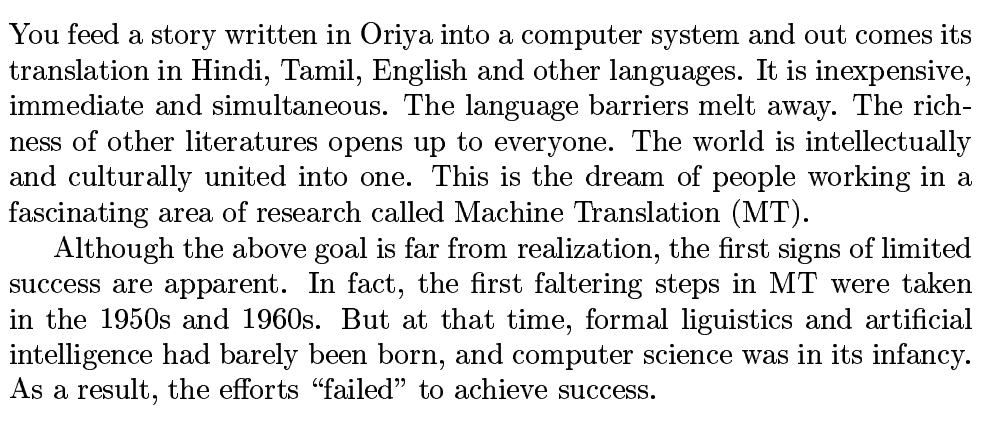 You feed a story written in Oriya into a computer system and out comes its
translation in Hindi, Tamil, English and other languages. It is inexpensive,
immediate and simultaneous. The language barriers melt away. The rich-
ness of other literatures opens up to everyone. The world is intellectually
and culturally united into one. This is the dream of people working in a
fascinating area of research called Machine Translation (MT).
Although the above goal is far from realization, the first signs of limited
success are apparent. In fact, the first faltering steps in MT were taken
in the 1950s and 1960s. But at that time, formal liguistics and artificial
intelligence had barely been born, and computer science was in its infancy.
As a result, the efforts “failed” to achieve success.